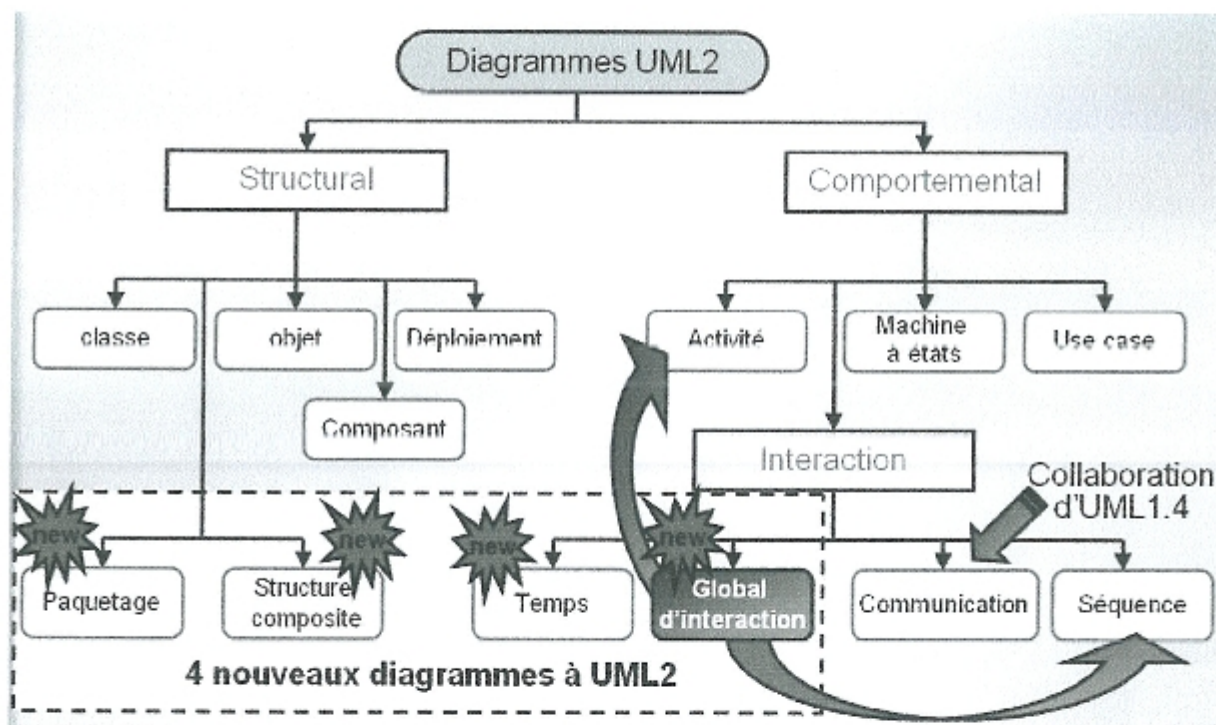 Diagrammes UML2
Structural
Comportemental
classe
objet
Déploiement
Activité
Machine
à états
Use case
Composant
Interaction
Collaboration
d'UML1.4
new
new
new
new
Paquetage
Structure
composite
Temps
Global
d'interaction
Communication
Séquence
4 nouveaux diagrammes à UML2